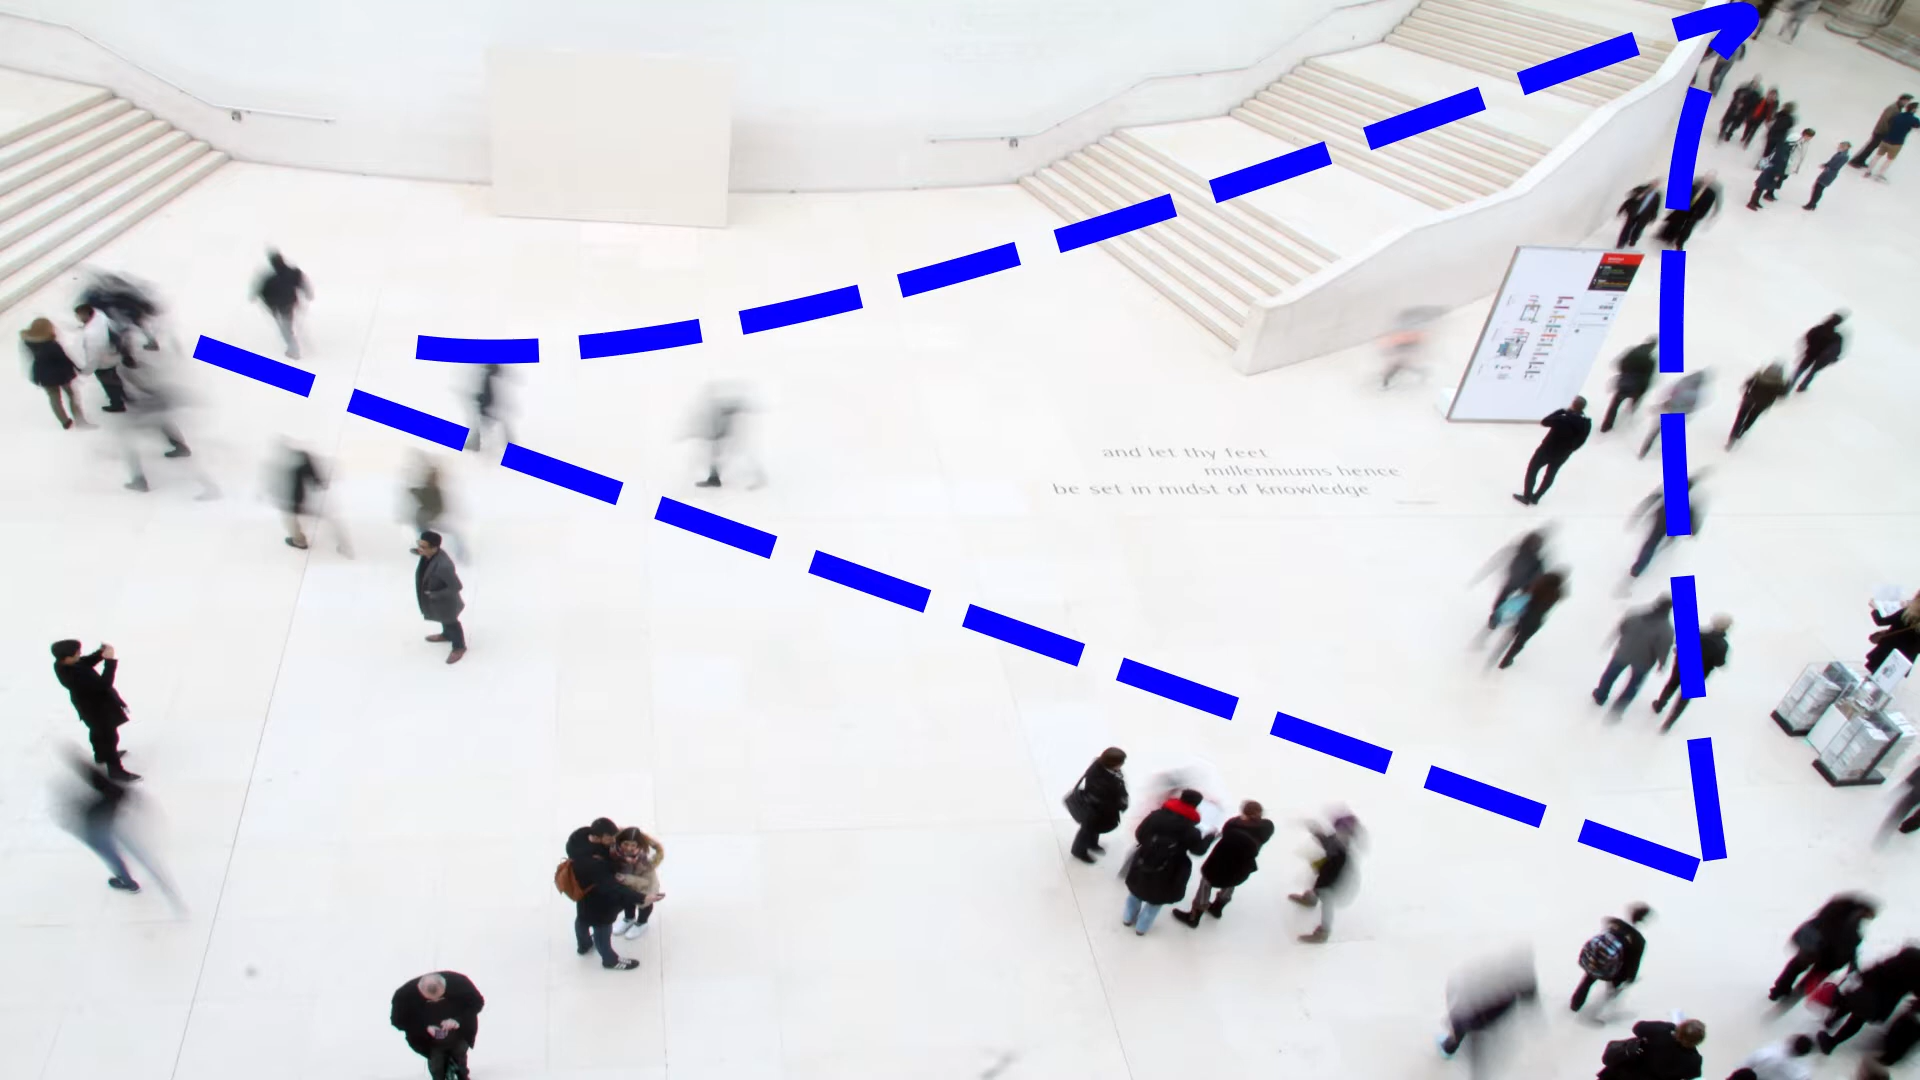 and let thy feet
millenniums hence
be set in midst of knowledge